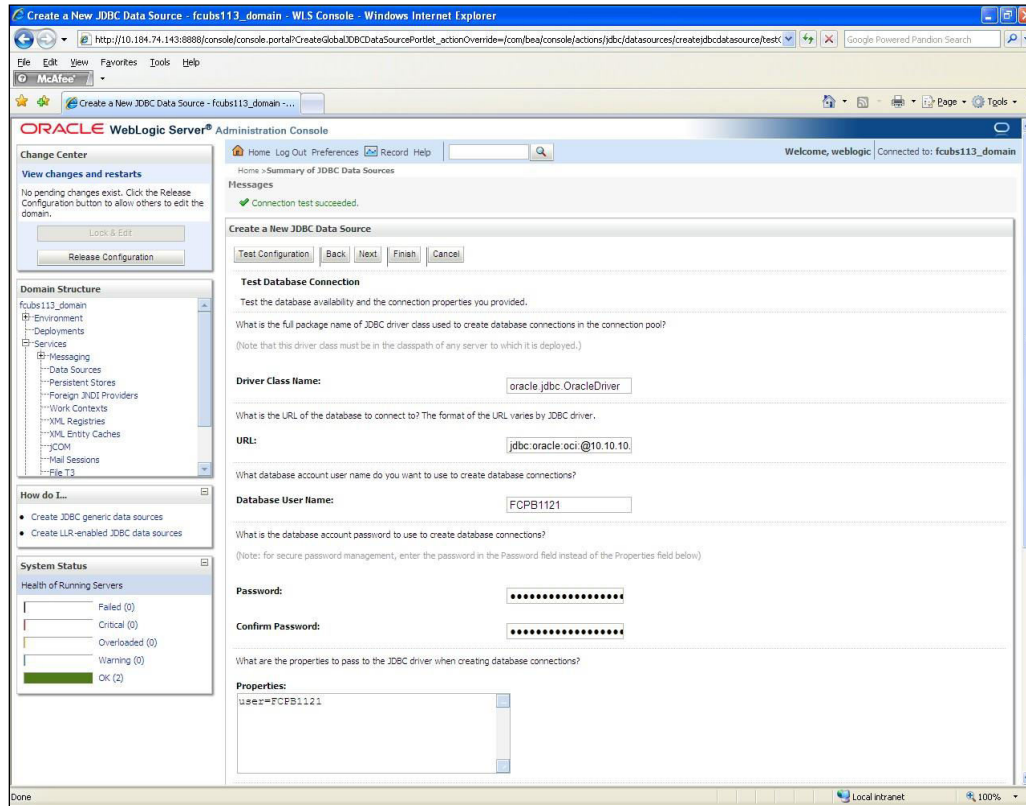 Create a New JDBC Data Source - fcubs113_domain - WLS Console - Windows Internet Explorer
http://10.184.74.143:8888/console/console.portal?CreateGlobalJDBCDataSourcePortlet_actionOverride=/com/bea/console/actions/jdbc/datasources/createjdbcdatasource/test(
Google Powered Pandion Search
File Edit View Favorites Tools Help
McAfee
Create a New JDBC Data Source - fcubs113_domain -...
Page Tools
ORACLE WebLogic Server® Administration Console
Change Center
View changes and restarts
No pending changes exist. Click the Release
Configuration button to allow others to edit the
domain.
Lock & Edit
Release Configuration
Domain Structure
fcubs113_domain
Environment
Deployments
Services
Messaging
Data Sources
Persistent Stores
Foreign JNDI Providers
Work Contexts
XML Registries
XML Entity Caches
jCOM
Mail Sessions
File T3
How do I...
Create JDBC generic data sources
Create LLR-enabled JDBC data sources
System Status
Health of Running Servers
Failed (0)
Critical (0)
Overloaded (0)
Warning (0)
OK (2)
Home Log Out Preferences Record Help
Welcome, weblogic Connected to: fcubs113_domain
Home >Summary of JDBC Data Sources
Messages
Connection test succeeded.
Create a New JDBC Data Source
Test Configuration Back Next Finish Cancel
Test Database Connection
Test the database availability and the connection properties you provided.
What is the full package name of JDBC driver class used to create database connections in the connection pool?
(Note that this driver class must be in the classpath of any server to which it is deployed.)
Driver Class Name: oracle.jdbc.OracleDriver
What is the URL of the database to connect to? The format of the URL varies by JDBC driver.
URL: jdbc:oracle:oci:@10.10.10.
What database account user name do you want to use to create database connections?
Database User Name: FCPB1121
What is the database account password to use to create database connections?
(Note: for secure password management, enter the password in the Password field instead of the Properties field below)
Password:
Confirm Password:
What are the properties to pass to the JDBC driver when creating database connections?
Properties:
user=FCPB1121
Done
Local intranet
100%